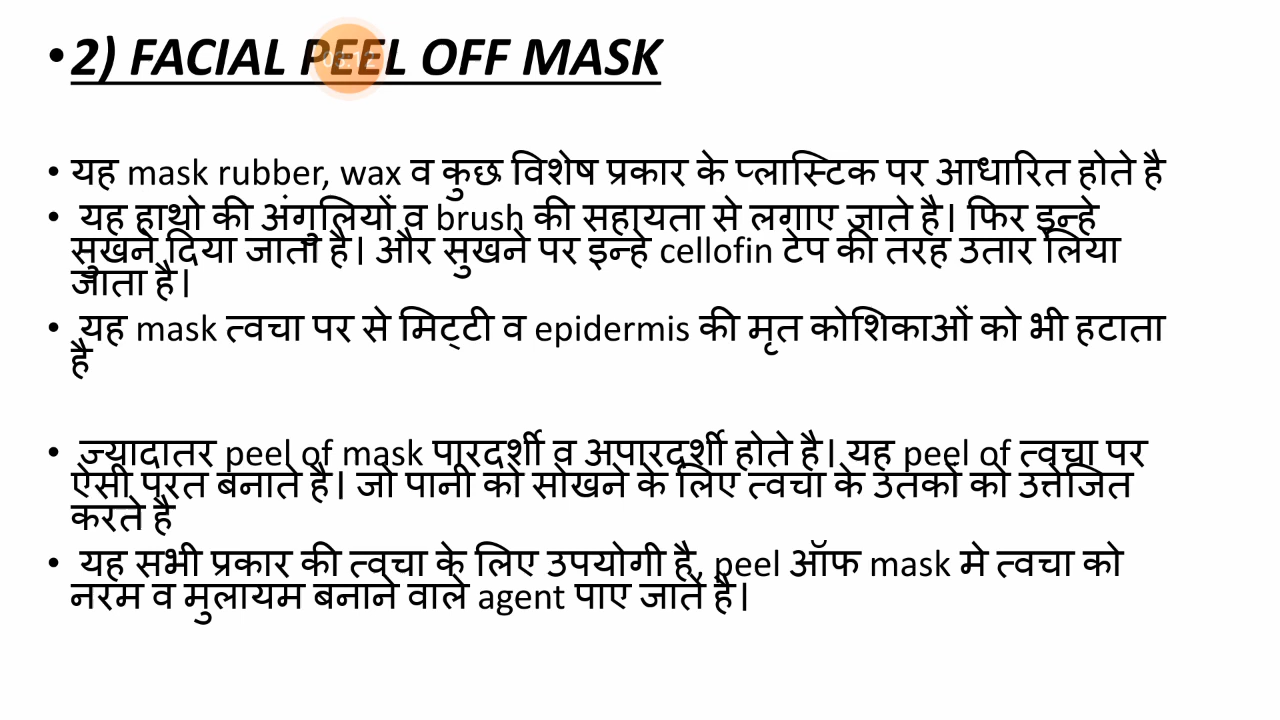 •2) FACIAL PEEL OFF MASK
03:12
• यह mask rubber, wax व कुछ विशेष प्रकार के प्लास्टिक पर आधारित होते है
• यह हाथो की अंगुलियों व brush की सहायता से लगाए जाते है। फिर इन्हे
सुखने दिया जाता है। और सुखने पर इन्हे cellofin टेप की तरह उतार लिया
जाता है।
• यह mask त्वचा पर से मिट्टी व epidermis की मृत कोशिकाओं को भी हटाता
है
• ज्यादातर peel of mask पारदर्शी व अपारदर्शी होते है। यह peel of त्वचा पर
ऐसी परत बनाते है। जो पानी को सोखने के लिए त्वचा के उतको को उत्तेजित
करते है
• यह सभी प्रकार की त्वचा के लिए उपयोगी है, peel ऑफ mask मे त्वचा को
नरम व मुलायम बनाने वाले agent पाए जाते है।